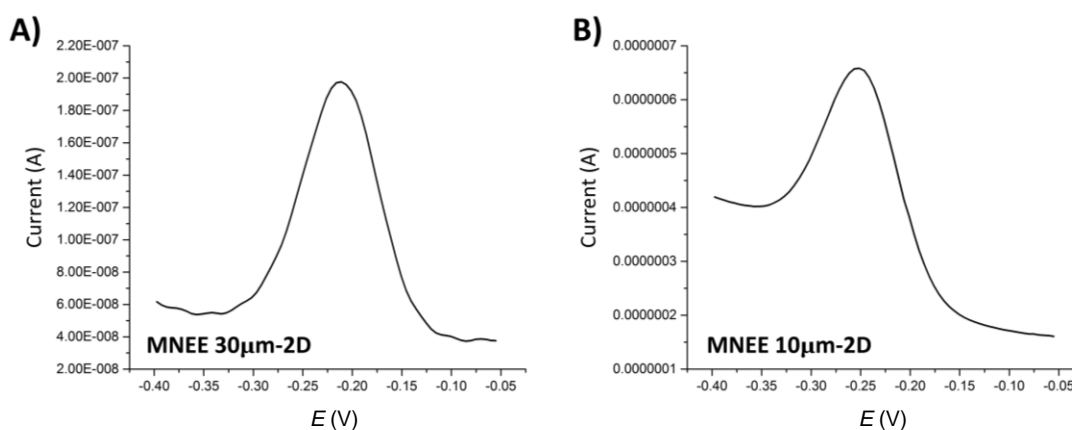 A)
2.20E-007
2.00E-007
1.80E-007
1.60E-007
1.40E-007
1.20E-007
1.00E-007
8.00E-008
6.00E-008
4.00E-008
2.00E-008
Current (A)
MNEE 30μm-2D
-0.40 -0.35 -0.30 -0.25 -0.20 -0.15 -0.10 -0.05
E (V)
B)
0.0000007
0.0000006
0.0000005
0.0000004
0.0000003
0.0000002
0.0000001
Current (A)
MNEE 10μm-2D
-0.40 -0.35 -0.30 -0.25 -0.20 -0.15 -0.10 -0.05
E (V)